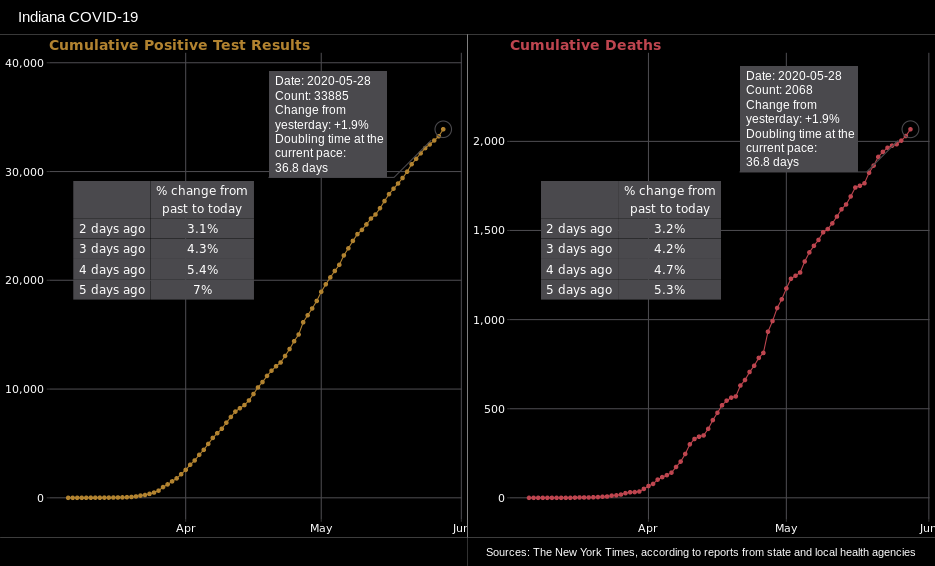 Indiana COVID-19
Cumulative Positive Test Results
40,000
30,000
20,000
10,000
0
Apr
May
Jun
Date: 2020-05-28
Count: 33885
Change from
yesterday: +1.9%
Doubling time at the
current pace:
36.8 days
% change from
past to today
2 days ago 3.1%
3 days ago 4.3%
4 days ago 5.4%
5 days ago 7%
Cumulative Deaths
2,000
1,500
1,000
500
0
Apr
May
Jun
Date: 2020-05-28
Count: 2068
Change from
yesterday: +1.9%
Doubling time at the
current pace:
36.8 days
% change from
past to today
2 days ago 3.2%
3 days ago 4.2%
4 days ago 4.7%
5 days ago 5.3%
Sources: The New York Times, according to reports from state and local health agencies